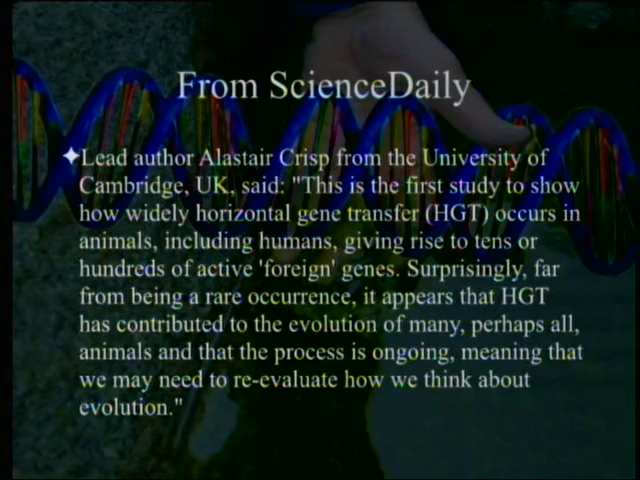 From ScienceDaily
✦Lead author Alastair Crisp from the University of
Cambridge, UK, said: "This is the first study to show
how widely horizontal gene transfer (HGT) occurs in
animals, including humans, giving rise to tens or
hundreds of active 'foreign' genes. Surprisingly, far
from being a rare occurrence, it appears that HGT
has contributed to the evolution of many, perhaps all,
animals and that the process is ongoing, meaning that
we may need to re-evaluate how we think about
evolution."